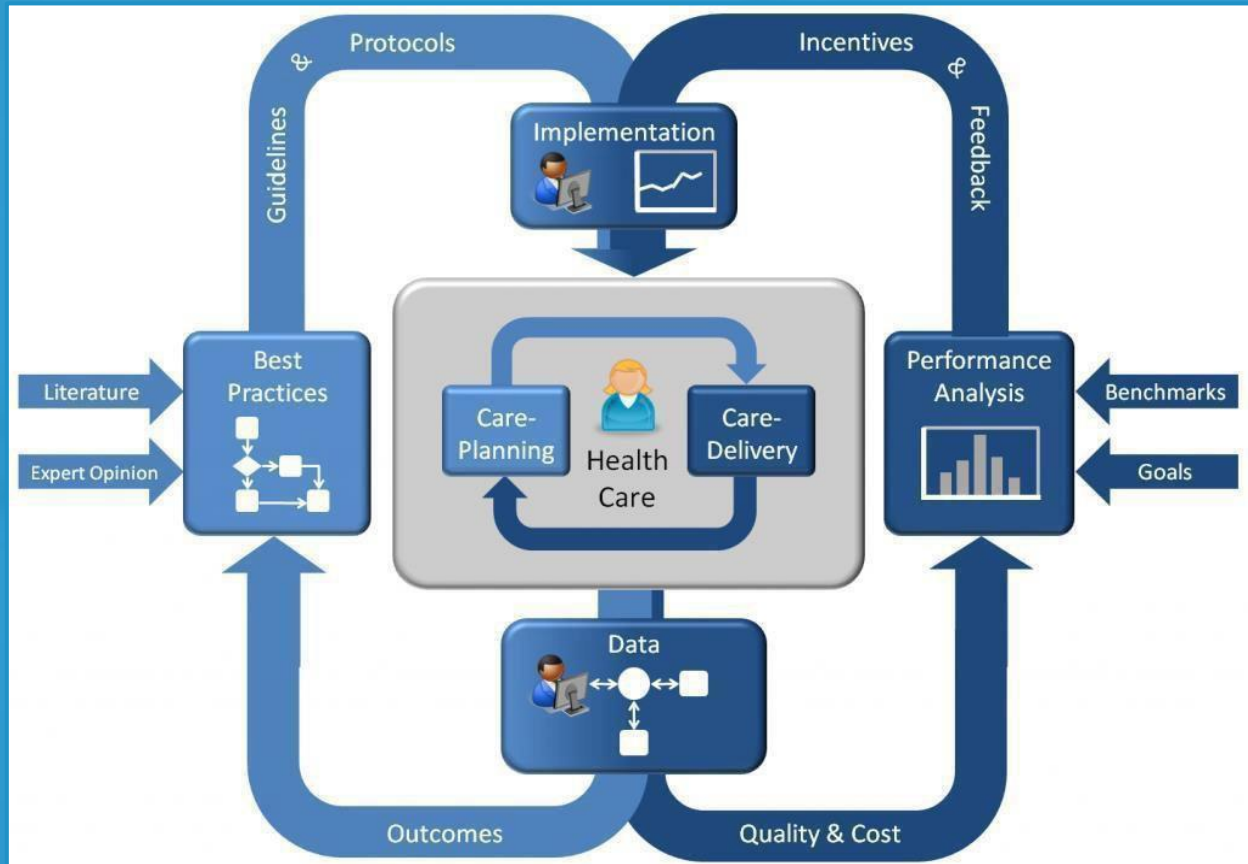 Protocols
&
Guidelines
Incentives
&
Feedback
Implementation
Best
Practices
Literature
Expert Opinion
Care-
Planning
Health
Care
Care-
Delivery
Performance
Analysis
Benchmarks
Goals
Data
Outcomes
Quality & Cost